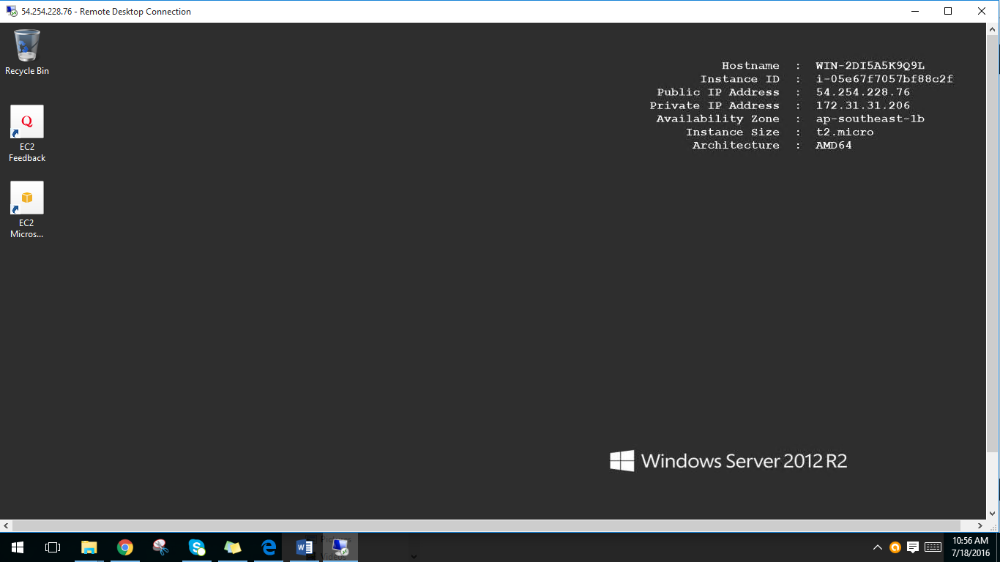 54.254.228.76 - Remote Desktop Connection
Recycle Bin
Q
EC2
Feedback
EC2
Micros...
Hostname : WIN-2DI5A5K9Q9L
Instance ID : i-05e67f7057bf88c2f
Public IP Address : 54.254.228.76
Private IP Address : 172.31.31.206
Availability Zone : ap-southeast-1b
Instance Size : t2.micro
Architecture : AMD64
Windows Server 2012 R2
Pictures
Videos
10:56 AM
7/18/2016